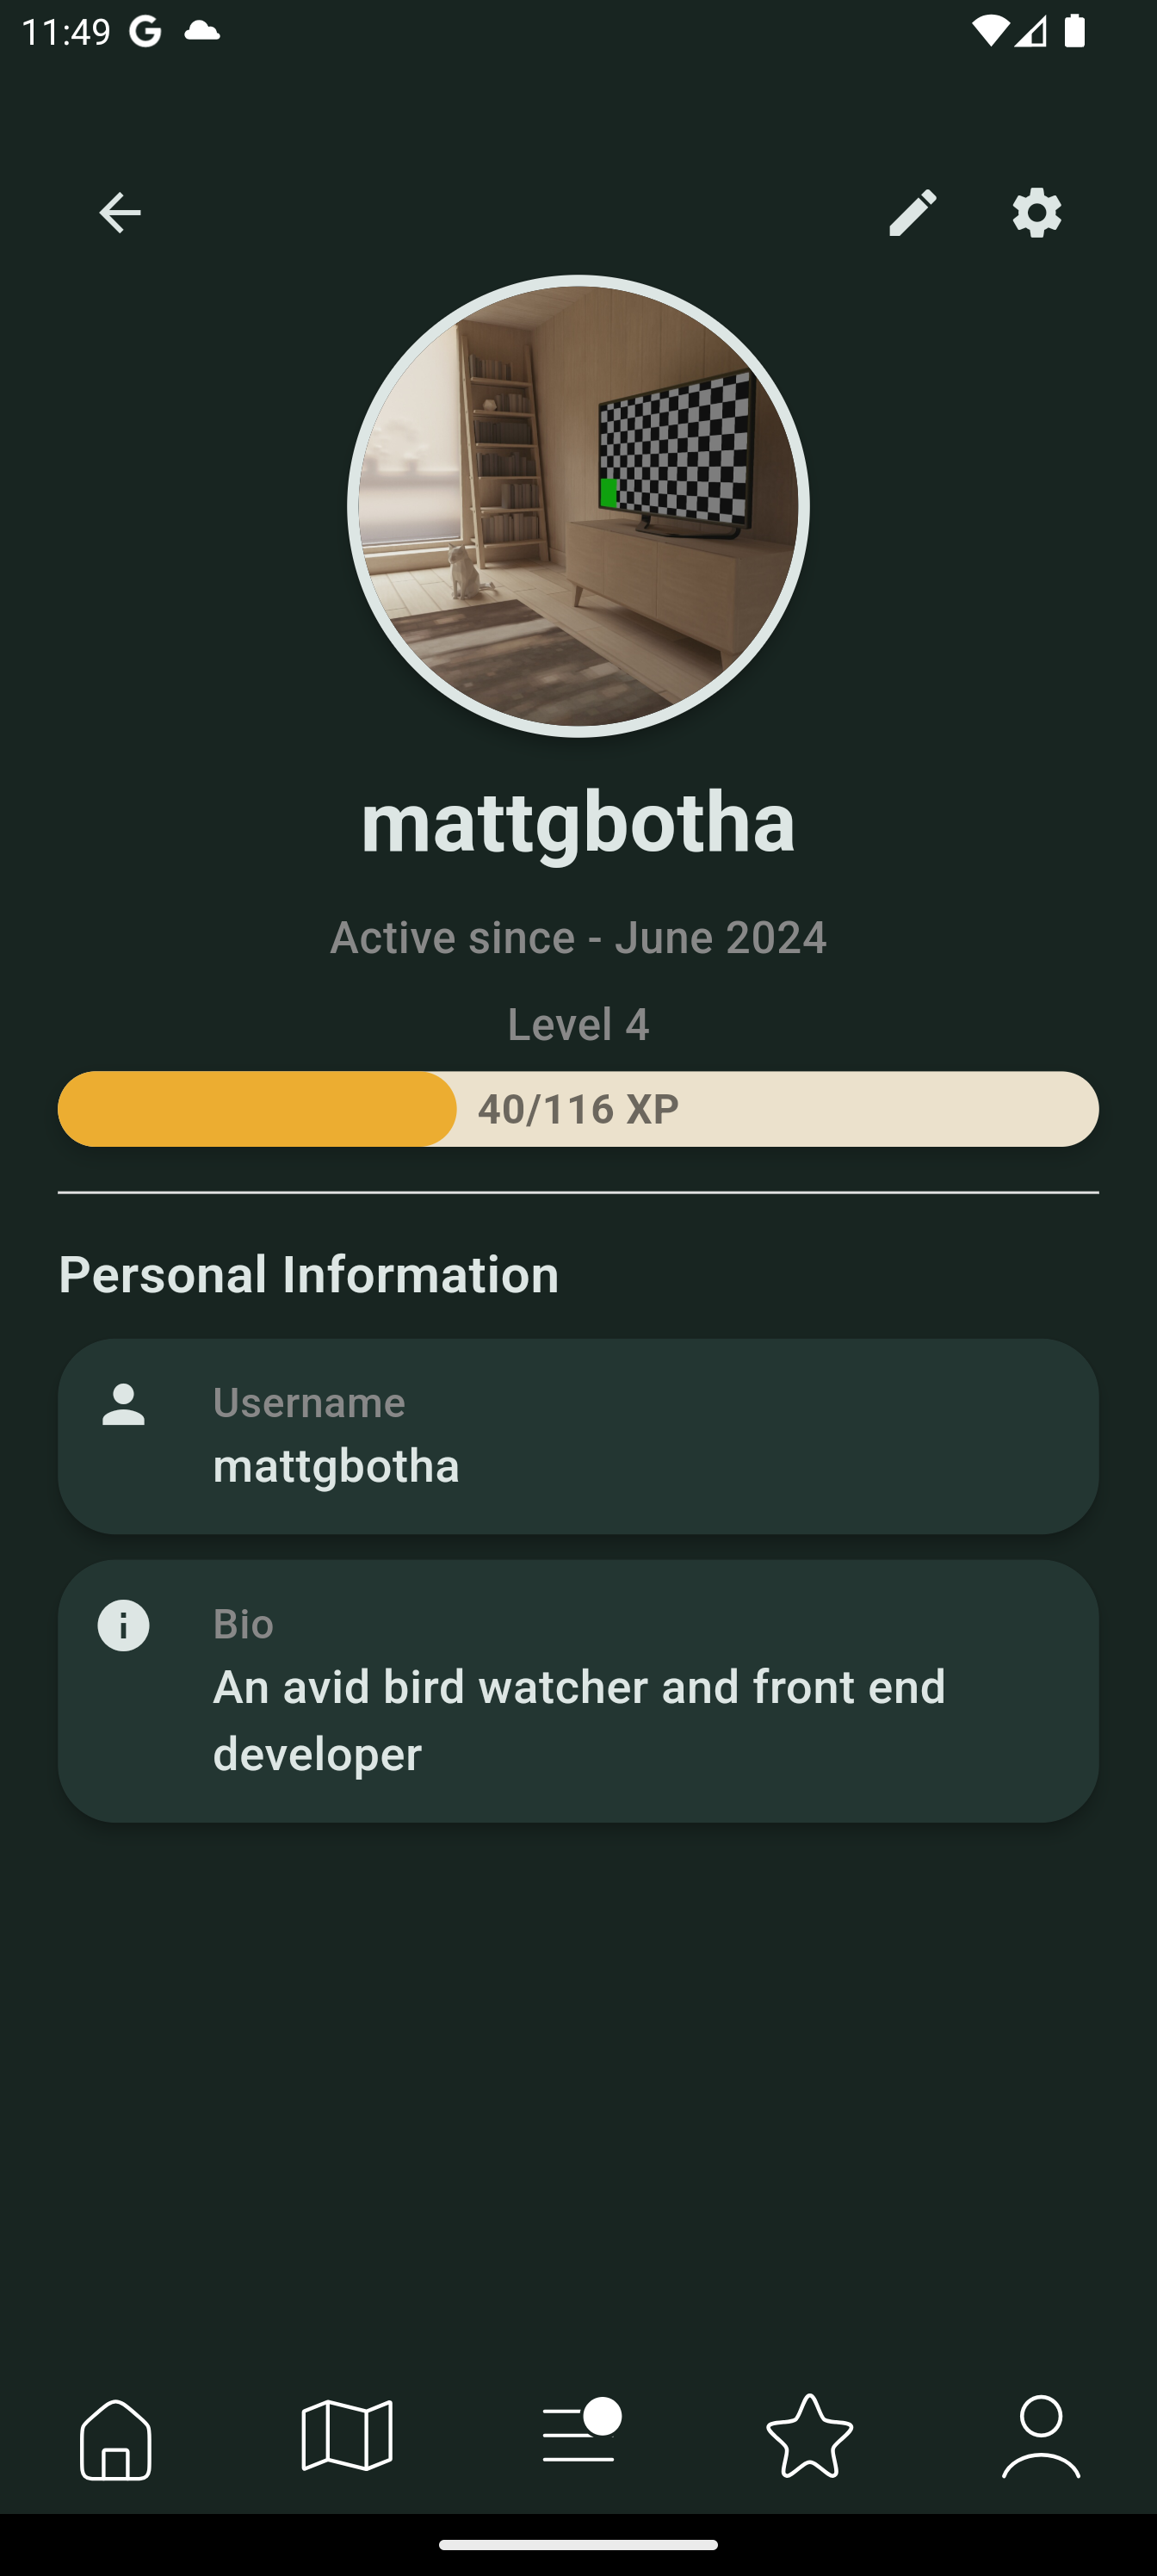 11:49
mattgbotha
Active since - June 2024
Level 4
40/116 XP
Personal Information
Username
mattgbotha
Bio
An avid bird watcher and front end
developer